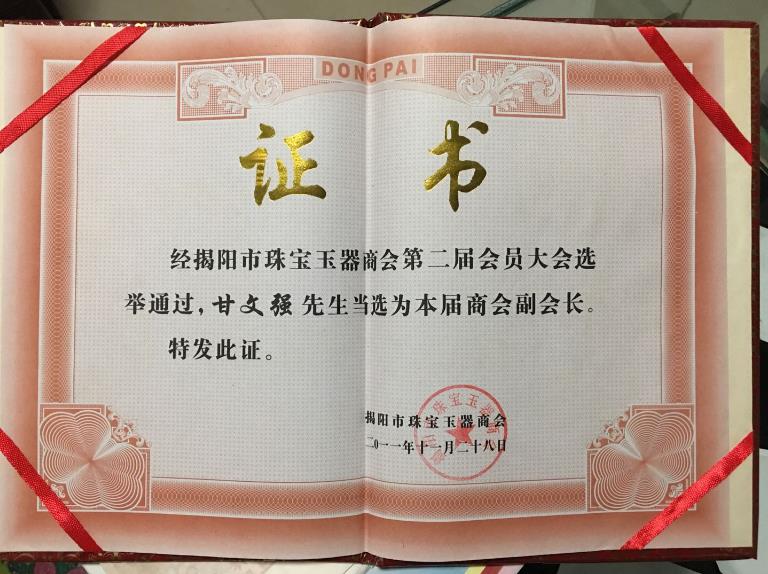 DONG PAI
证 书
经揭阳市珠宝玉器商会第二届会员大会选
举通过，甘文强先生当选为本届商会副会长。
特发此证。
揭阳市珠宝玉器商会
二0一一年十一月二十八日